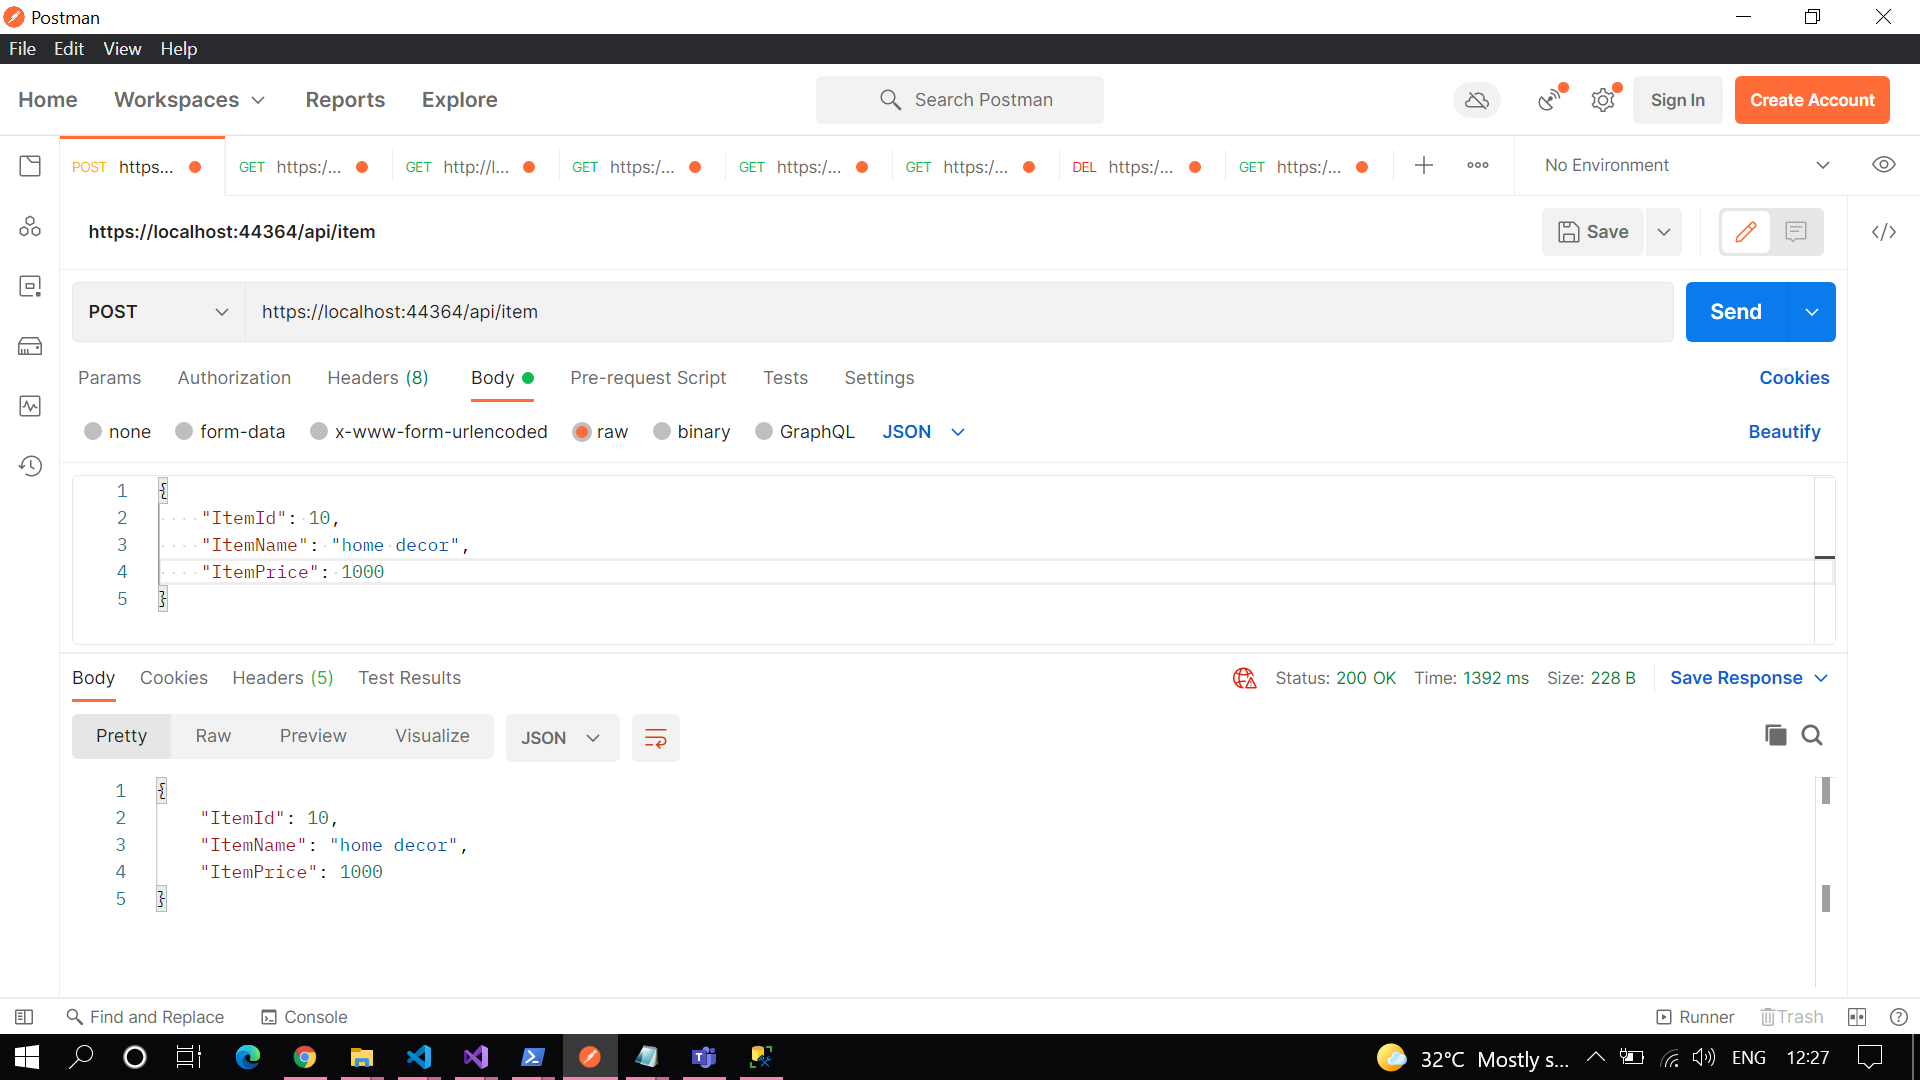 Postman
File Edit View Help
Home Workspaces Reports Explore Search Postman Sign In Create Account
POST https... GET https:/... GET http://l... GET https:/... GET https:/... GET https:/... DEL https:/... GET https:/... No Environment
https://localhost:44364/api/item Save
POST https://localhost:44364/api/item Send
Params Authorization Headers (8) Body Pre-request Script Tests Settings Cookies
none form-data x-www-form-urlencoded raw binary GraphQL JSON Beautify
1 {
2 "ItemId": 10,
3 "ItemName": "home decor",
4 "ItemPrice": 1000
5 }
Body Cookies Headers (5) Test Results Status: 200 OK Time: 1392 ms Size: 228 B Save Response
Pretty Raw Preview Visualize JSON
1 {
2 "ItemId": 10,
3 "ItemName": "home decor",
4 "ItemPrice": 1000
5 }
Find and Replace Console Runner Trash
32°C Mostly s... ENG 12:27